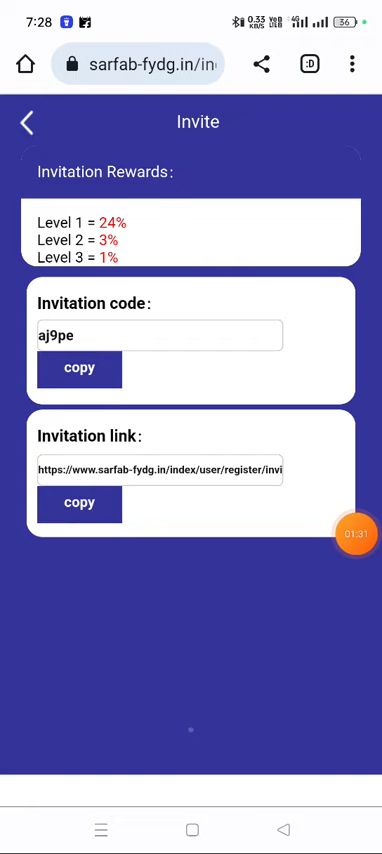 7:28 0.33 KB/S Vo) 4G 36
sarfab-fydg.in/in
:D
Invite
Invitation Rewards:
Level 1 = 24%
Level 2 = 3%
Level 3 = 1%
Invitation code:
aj9pe
copy
Invitation link:
https://www.sarfab-fydg.in/index/user/register/invi
copy
01:31